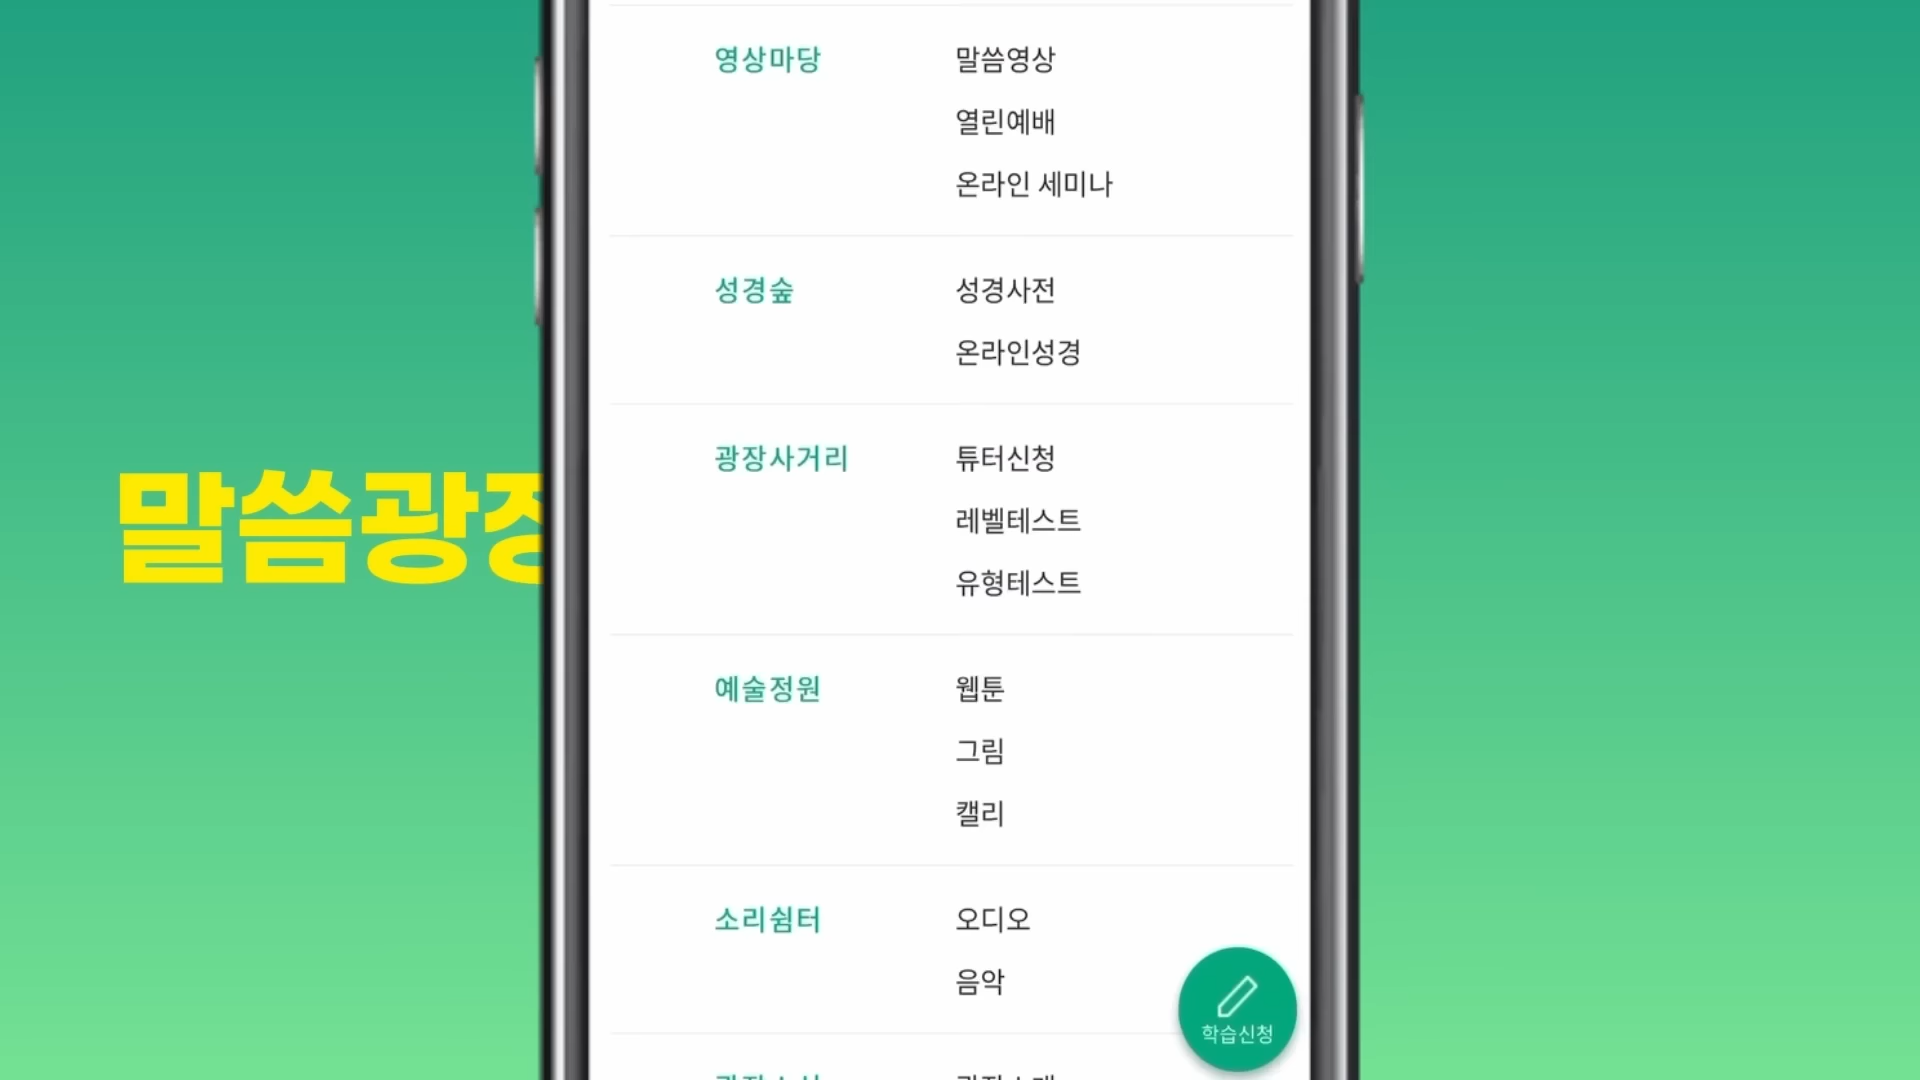 영상마당 말씀영상
열린예배
온라인 세미나
성경숲 성경사전
온라인성경
광장사거리 튜터신청
레벨테스트
유형테스트
말씀광장
예술정원 웹툰
그림
캘리
소리쉼터 오디오
음악
학습신청